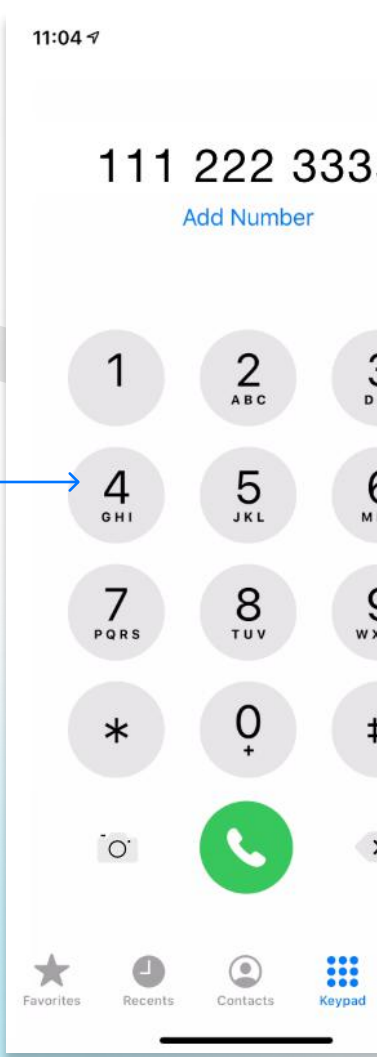 11:04
111 222 333
Add Number
1 2
ABC
4 5
GHI JKL
7 8
PQRS TUV
* 0
+
Favorites Recents Contacts Keypad